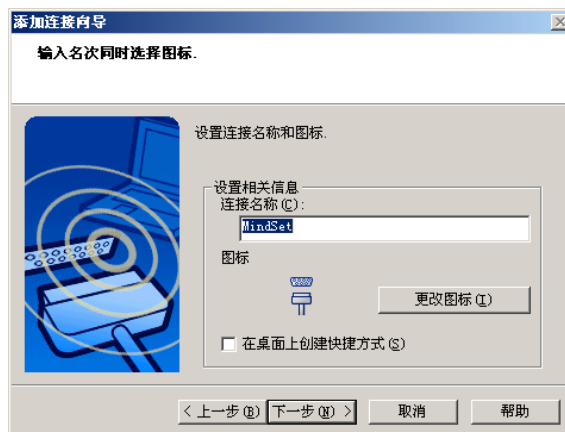 添加连接向导
输入名次同时选择图标.
设置连接名称和图标.
设置相关信息
连接名称(C):
MindSet
图标
更改图标(I)
在桌面上创建快捷方式(S)
< 上一步(B) 下一步(N) > 取消 帮助